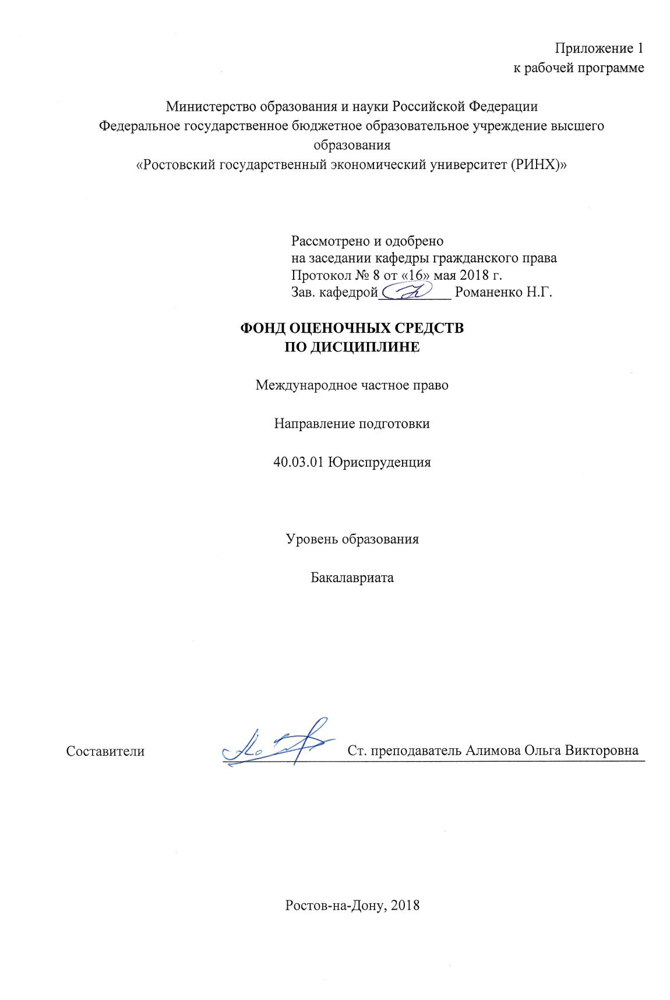 Приложение 1
к рабочей программе
Министерство образования и науки Российской Федерации
Федеральное государственное бюджетное образовательное учреждение высшего
образования
«Ростовский государственный экономический университет (РИНХ)»
Рассмотрено и одобрено
на заседании кафедры гражданского права
Протокол № 8 от «16» мая 2018 г.
Зав. кафедрой__________ Романенко Н.Г.
ФОНД ОЦЕНОЧНЫХ СРЕДСТВ
ПО ДИСЦИПЛИНЕ
Международное частное право
Направление подготовки
40.03.01 Юриспруденция
Уровень образования
Бакалавриата
Составители Ст. преподаватель Алимова Ольга Викторовна
Ростов-на-Дону, 2018